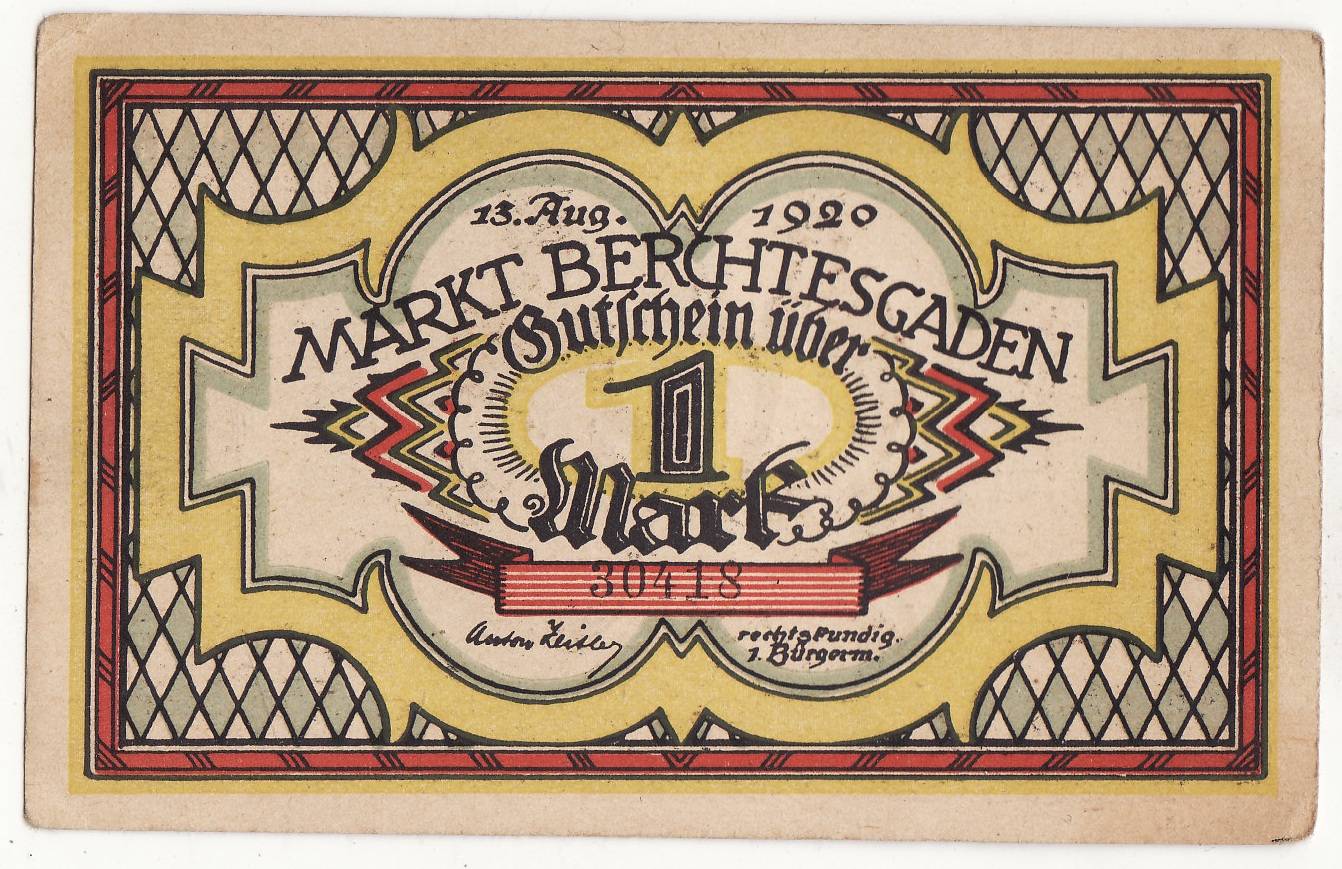 13. Aug. 1920
MARKT BERCHTESGADEN
Gutſchein über
1
Mark
30418
Anton Zeitler
rechtskundig.
1. Bürgerm.